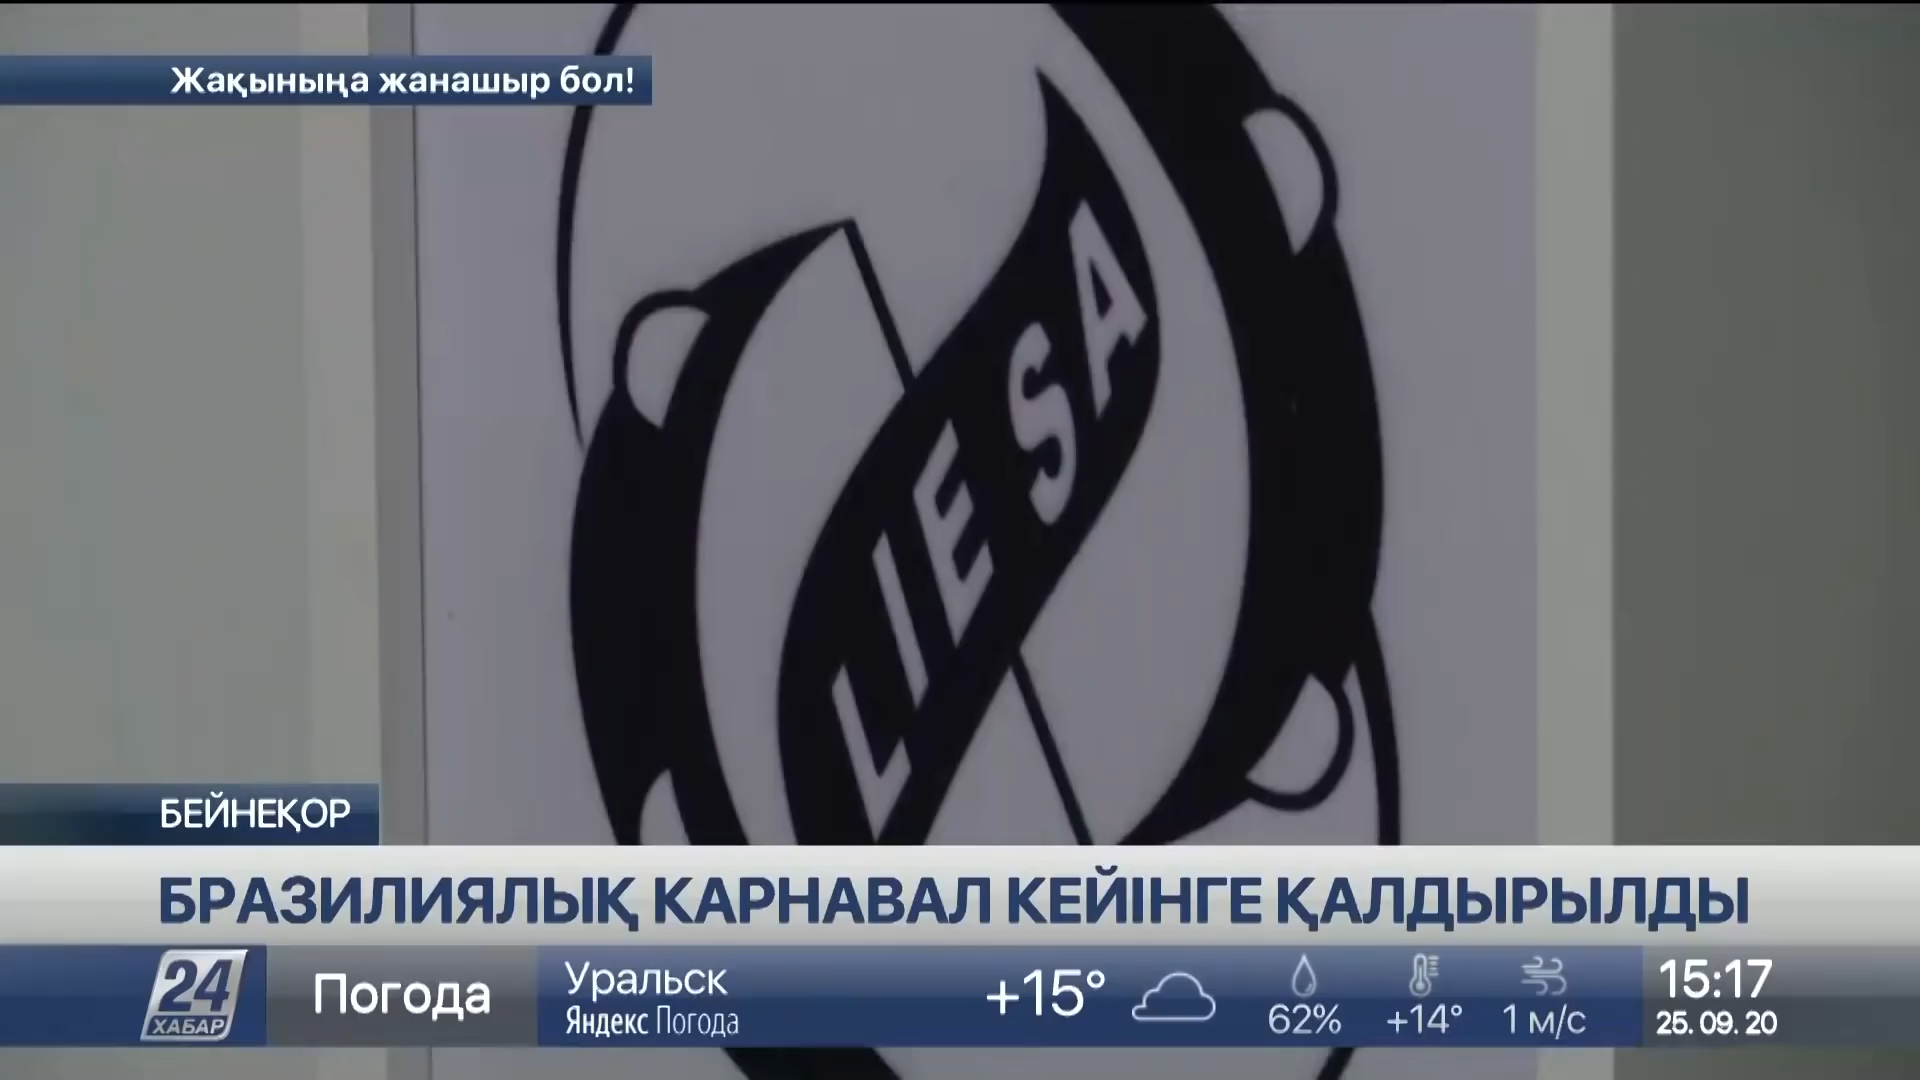 Жақыныңа жанашыр бол!
LIESA
БЕЙНЕҚОР
БРАЗИЛИЯЛЫҚ КАРНАВАЛ КЕЙІНГЕ ҚАЛДЫРЫЛДЫ
24
ХАБАР
Погода
Уральск
Яндекс Погода
+15°
62%
+14°
1 м/с
15:17
25. 09. 20